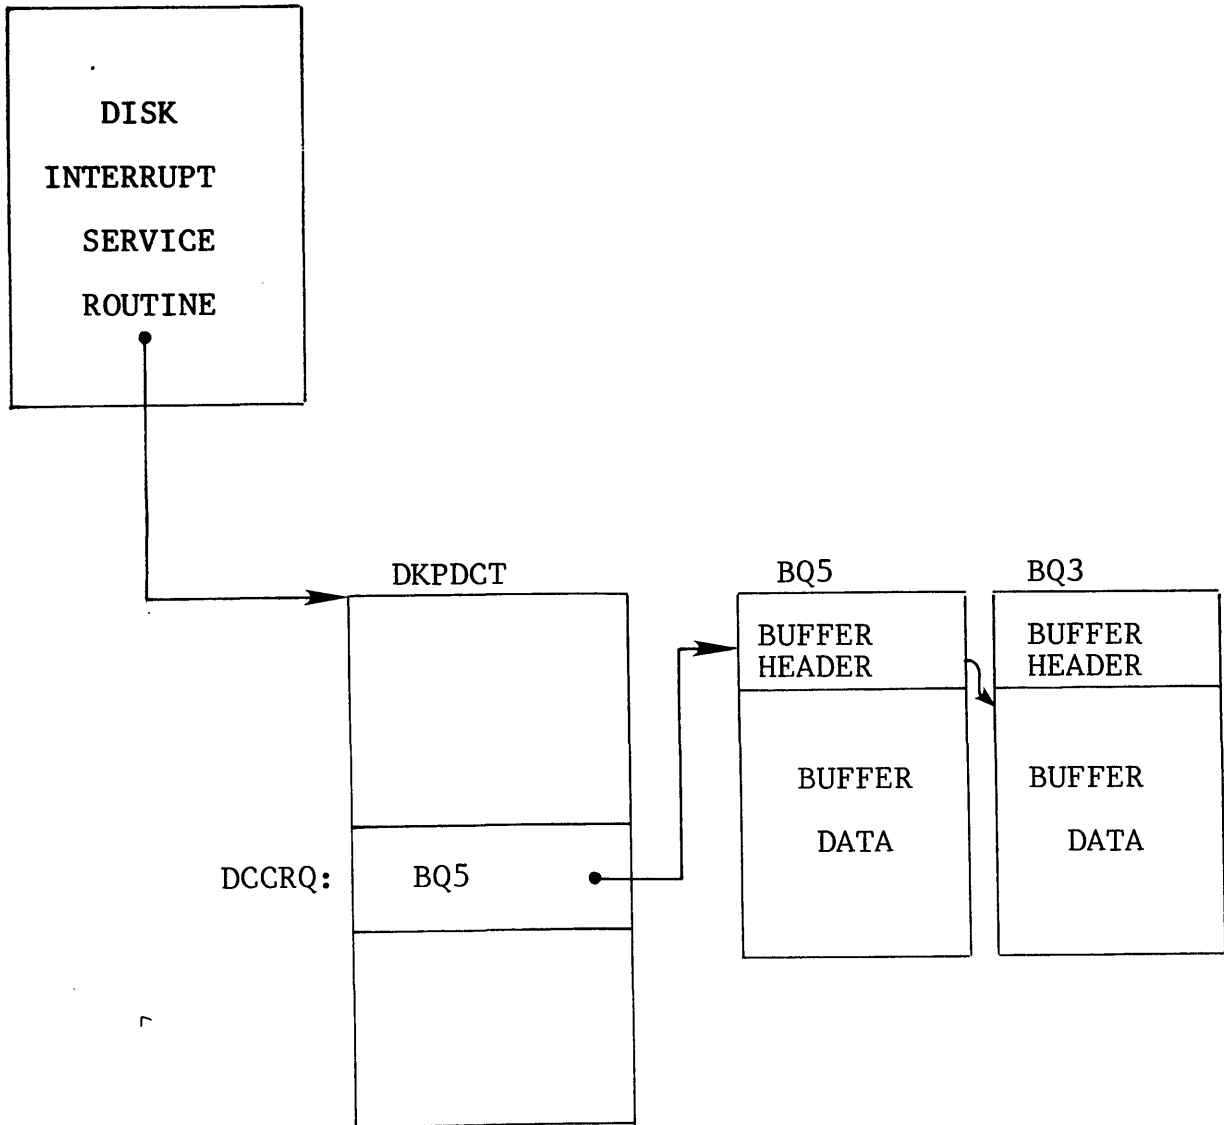 DISK
INTERRUPT
SERVICE
ROUTINE
DKPDCT
DCCRQ:
BQ5
BQ5
BUFFER
HEADER
BUFFER
DATA
BQ3
BUFFER
HEADER
BUFFER
DATA